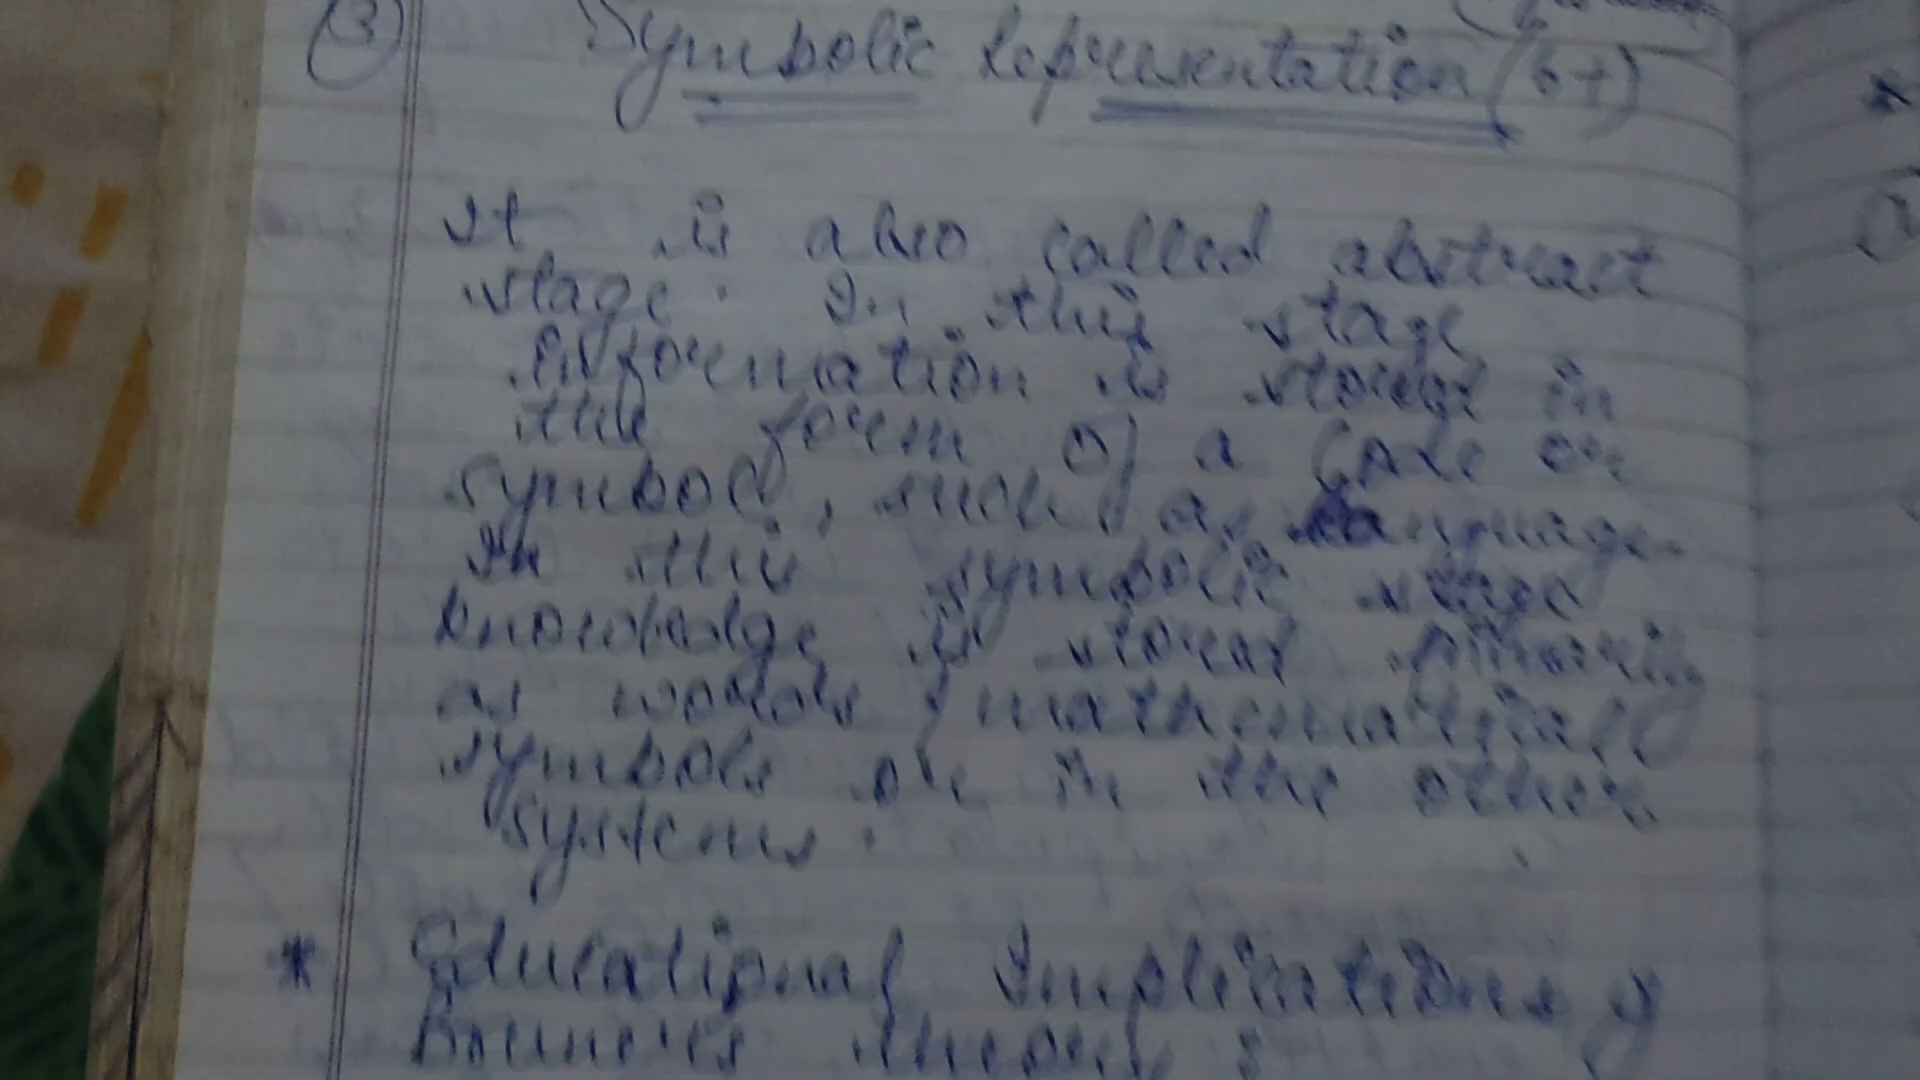 (3) Symbolic Representation (6+)
It is also called abstract
stage. In this stage
information is stored in
the form of a Code or
symbol, such as language.
In this symbolic stage
knowledge is stored primarily
as words, mathematical
symbols or in the other
systems.
* Educational Implications of
Bruner's theory :